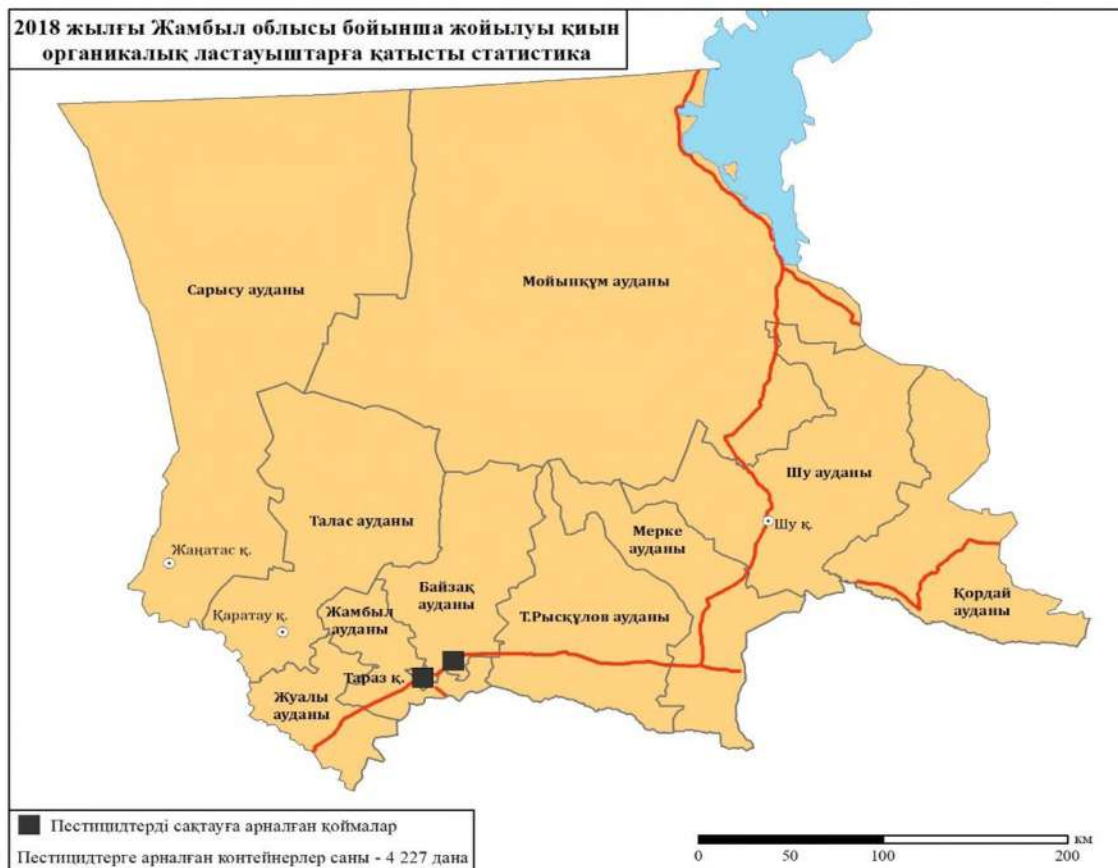 2018 жылғы Жамбыл облысы бойынша жойылуы қиын
органикалық ластауыштарға қатысты статистика
Сарысу ауданы
Мойынқұм ауданы
Шу ауданы
Талас ауданы
Шу қ.
Мерке
ауданы
Жаңатас қ.
Байзақ
ауданы
Қордай
ауданы
Қаратау қ.
Жамбыл
ауданы
Т.Рысқұлов ауданы
Тараз қ.
Жуалы
ауданы
Пестицидтерді сақтауға арналған қоймалар
Пестицидтерге арналған контейнерлер саны - 4 227 дана
км
0 50 100 200